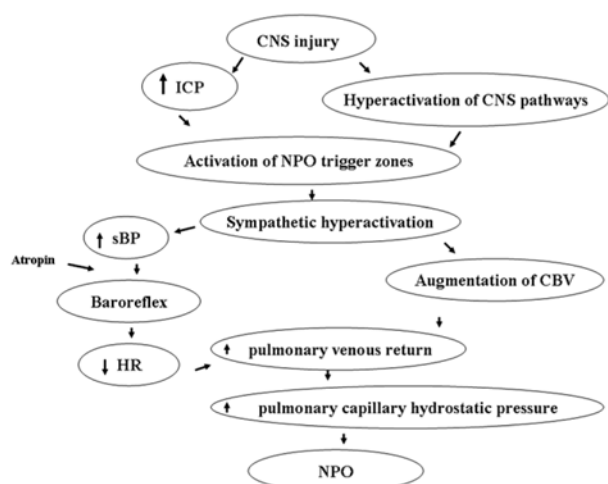 CNS injury
ICP
Hyperactivation of CNS pathways
Activation of NPO trigger zones
Sympathetic hyperactivation
sBP
Atropin
Augmentation of CBV
Baroreflex
pulmonary venous return
HR
pulmonary capillary hydrostatic pressure
NPO